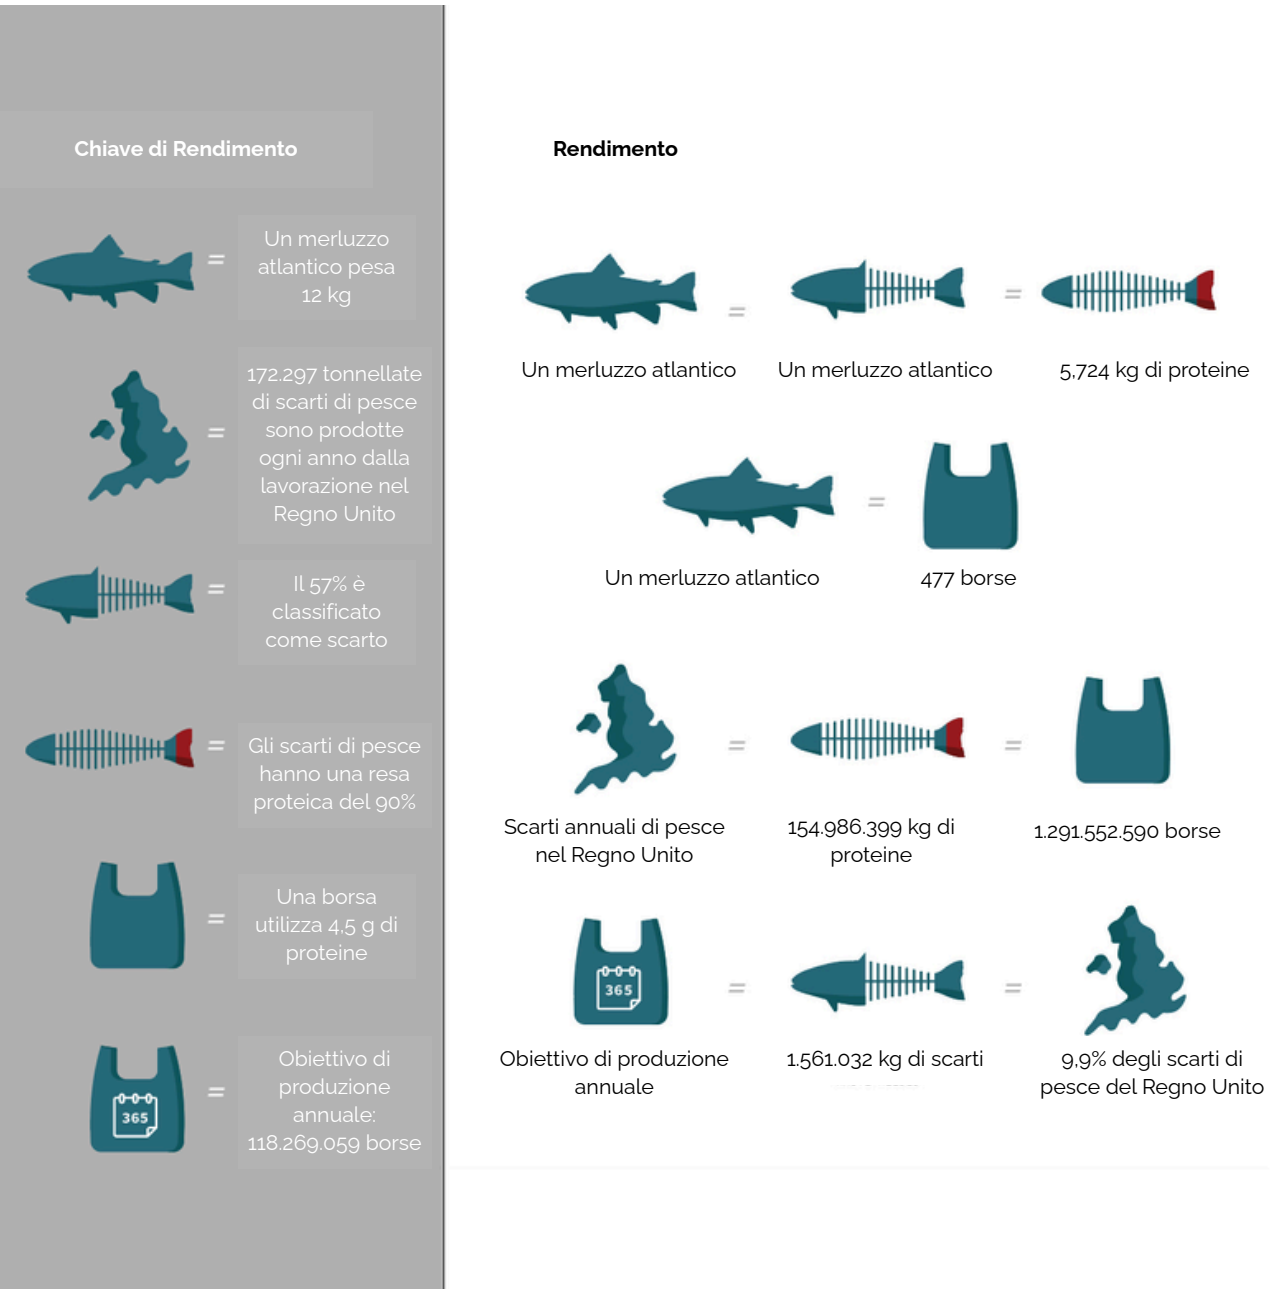 Chiave di Rendimento
Un merluzzo
atlantico pesa
12 kg
172.297 tonnellate
di scarti di pesce
sono prodotte
ogni anno dalla
lavorazione nel
Regno Unito
Il 57% è
classificato
come scarto
Gli scarti di pesce
hanno una resa
proteica del 90%
Una borsa
utilizza 4,5 g di
proteine
365
Obiettivo di
produzione
annuale:
118.269.059 borse
Rendimento
Un merluzzo atlantico
Un merluzzo atlantico
5,724 kg di proteine
Un merluzzo atlantico
477 borse
Scarti annuali di pesce
nel Regno Unito
154.986.399 kg di
proteine
1.291.552.590 borse
365
Obiettivo di produzione
annuale
1.561.032 kg di scarti
9,9% degli scarti di
pesce del Regno Unito